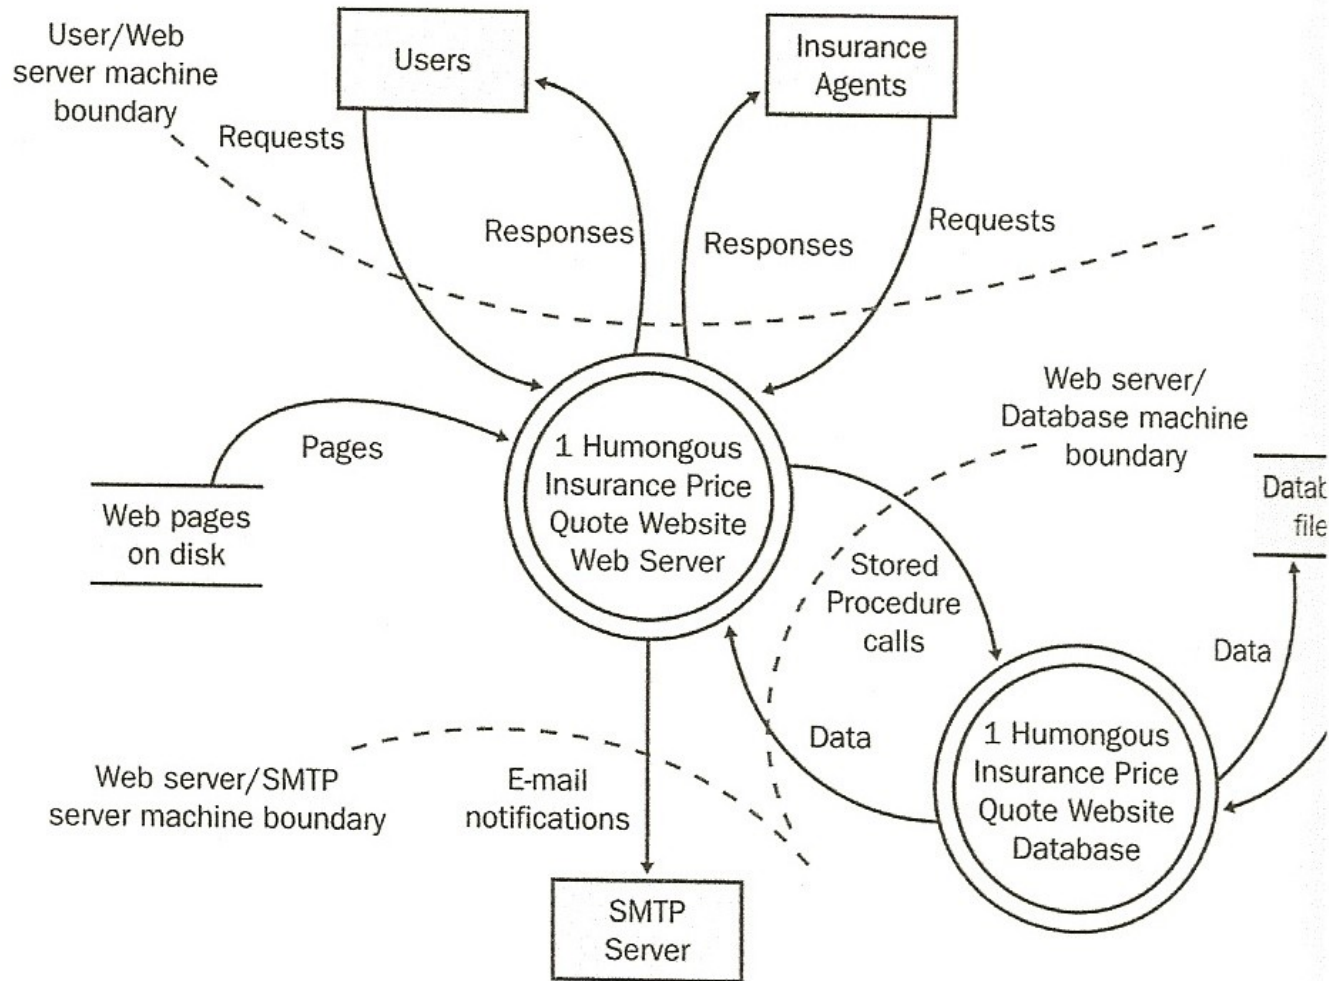 User/Web
server machine
boundary
Users
Insurance
Agents
Requests
Responses
Responses
Requests
Web server/
Database machine
boundary
Pages
1 Humongous
Insurance Price
Quote Website
Web Server
Web pages
on disk
Stored
Procedure
calls
file
Data
Data
1 Humongous
Insurance Price
Quote Website
Database
Web server/SMTP
server machine boundary
E-mail
notifications
SMTP
Server